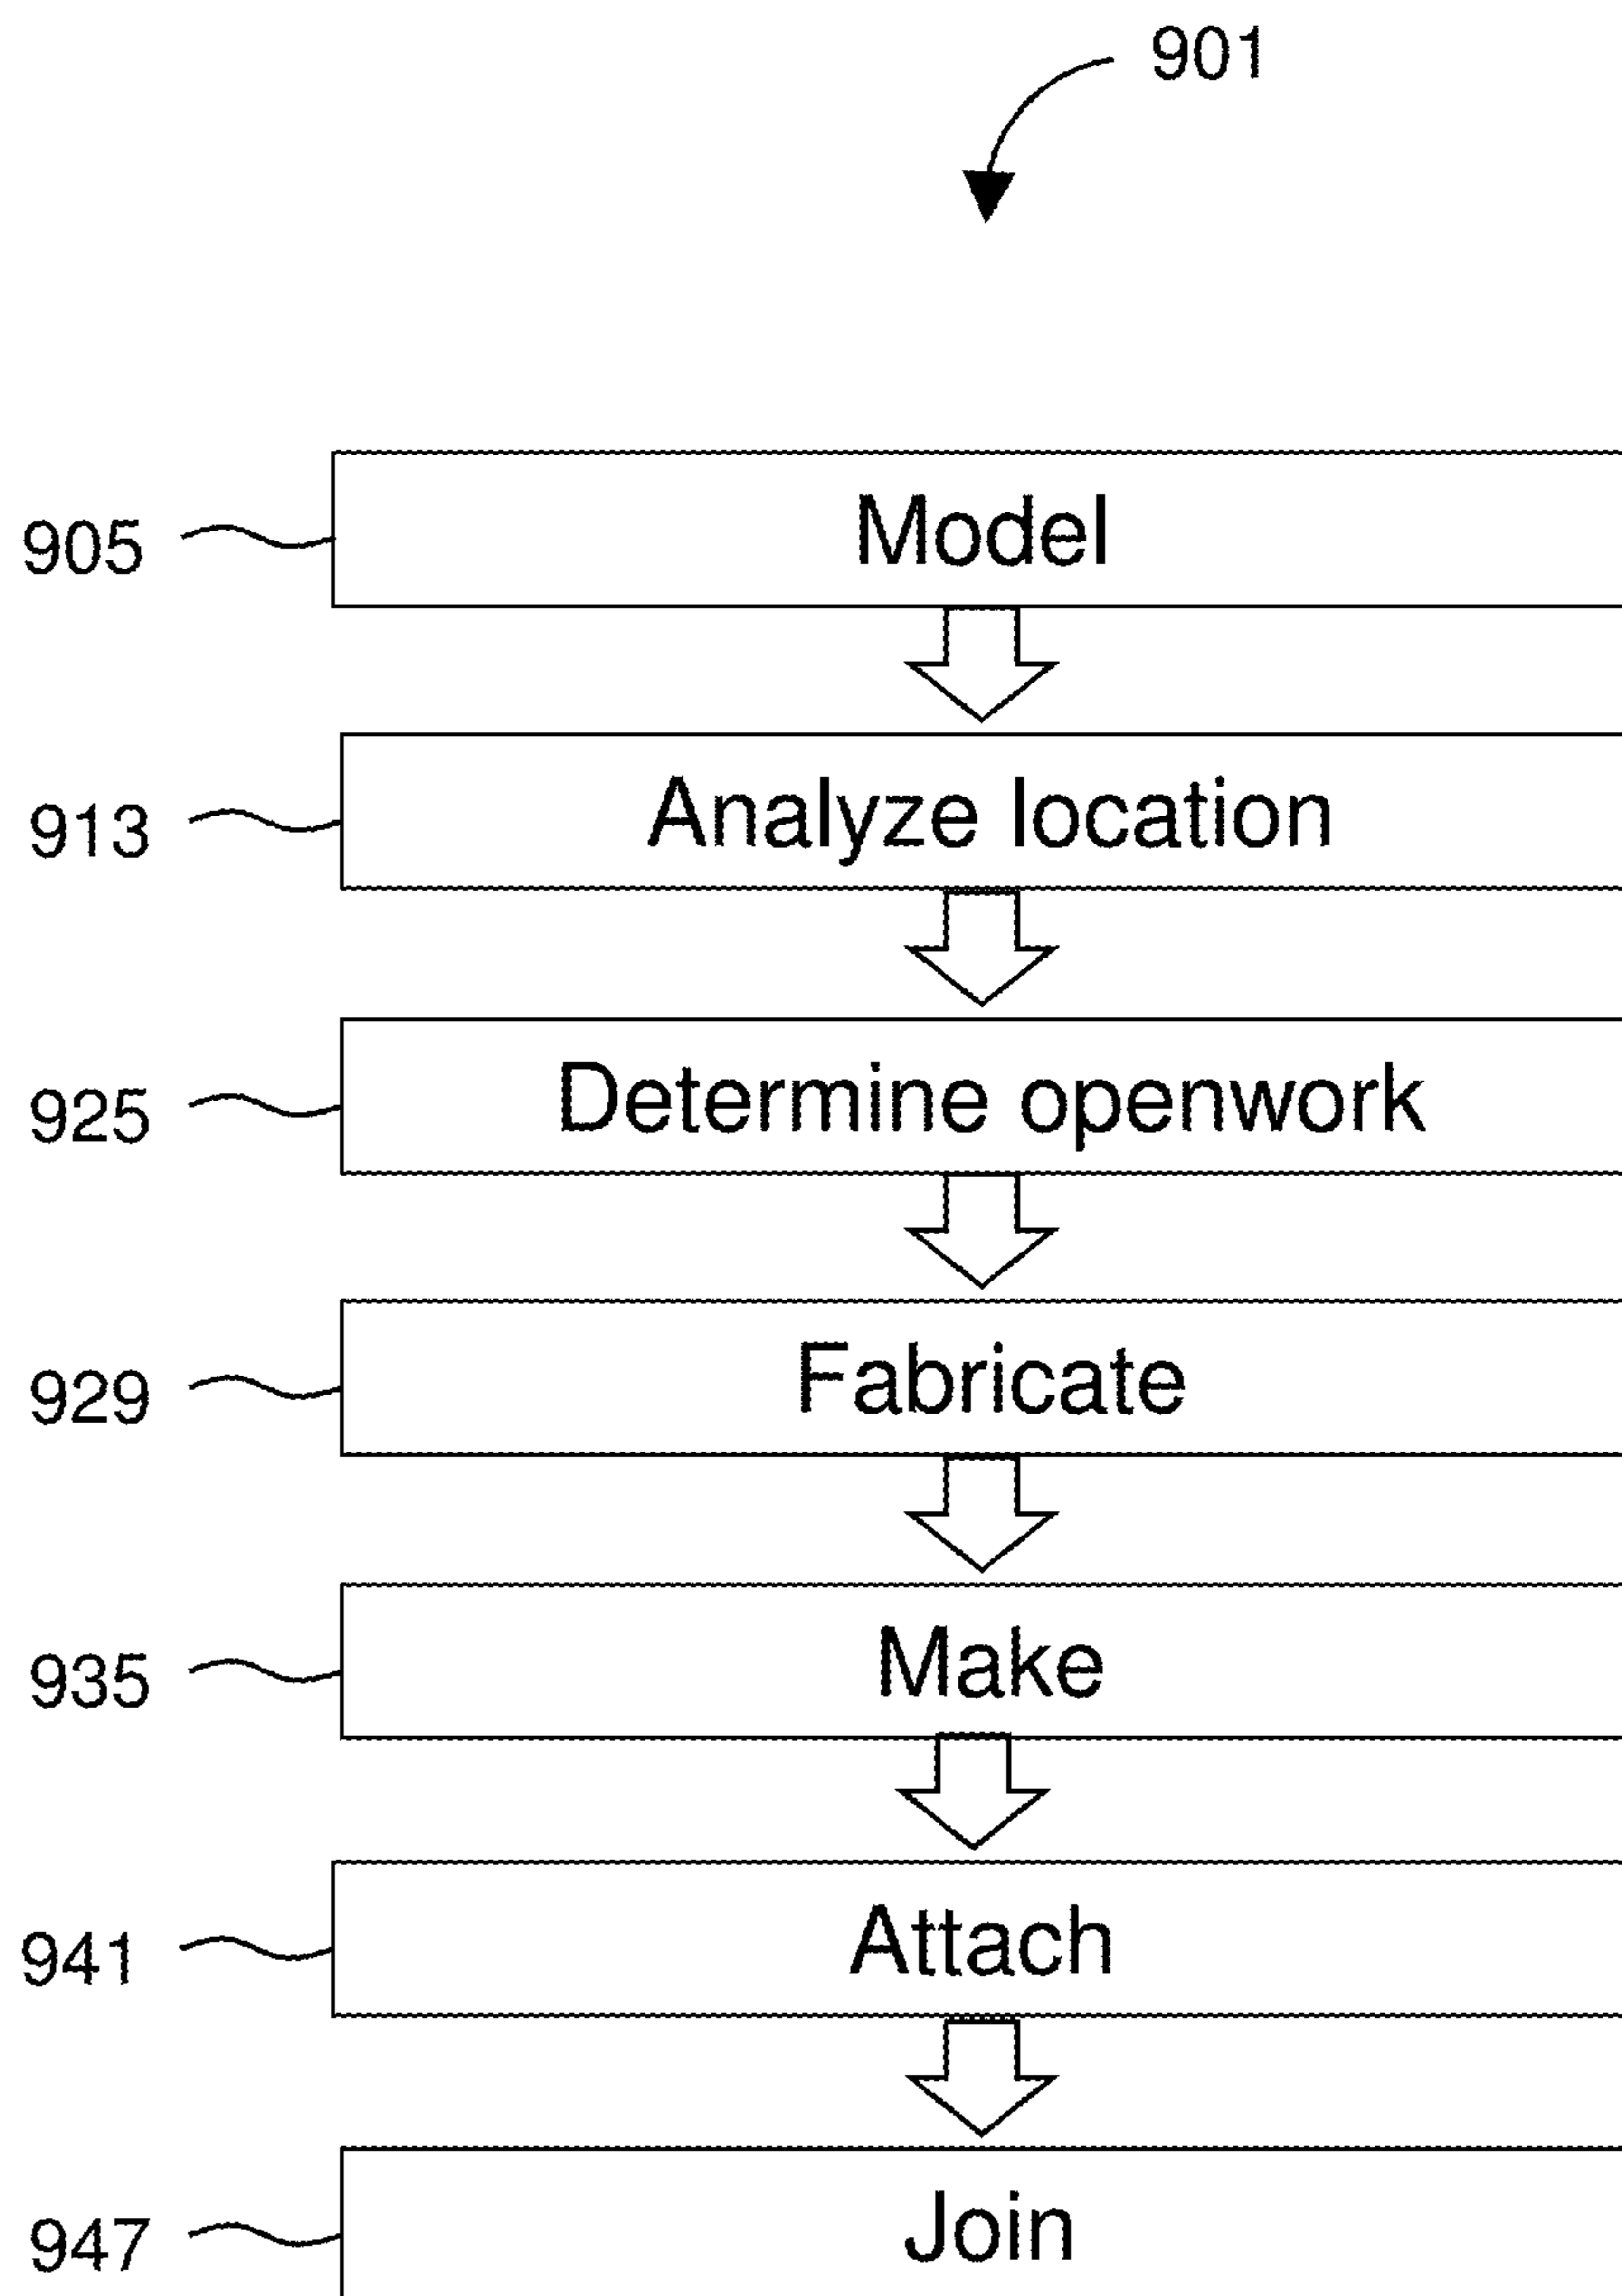 901
905 Model
913 Analyze location
925 Determine openwork
929 Fabricate
935 Make
941 Attach
947 Join